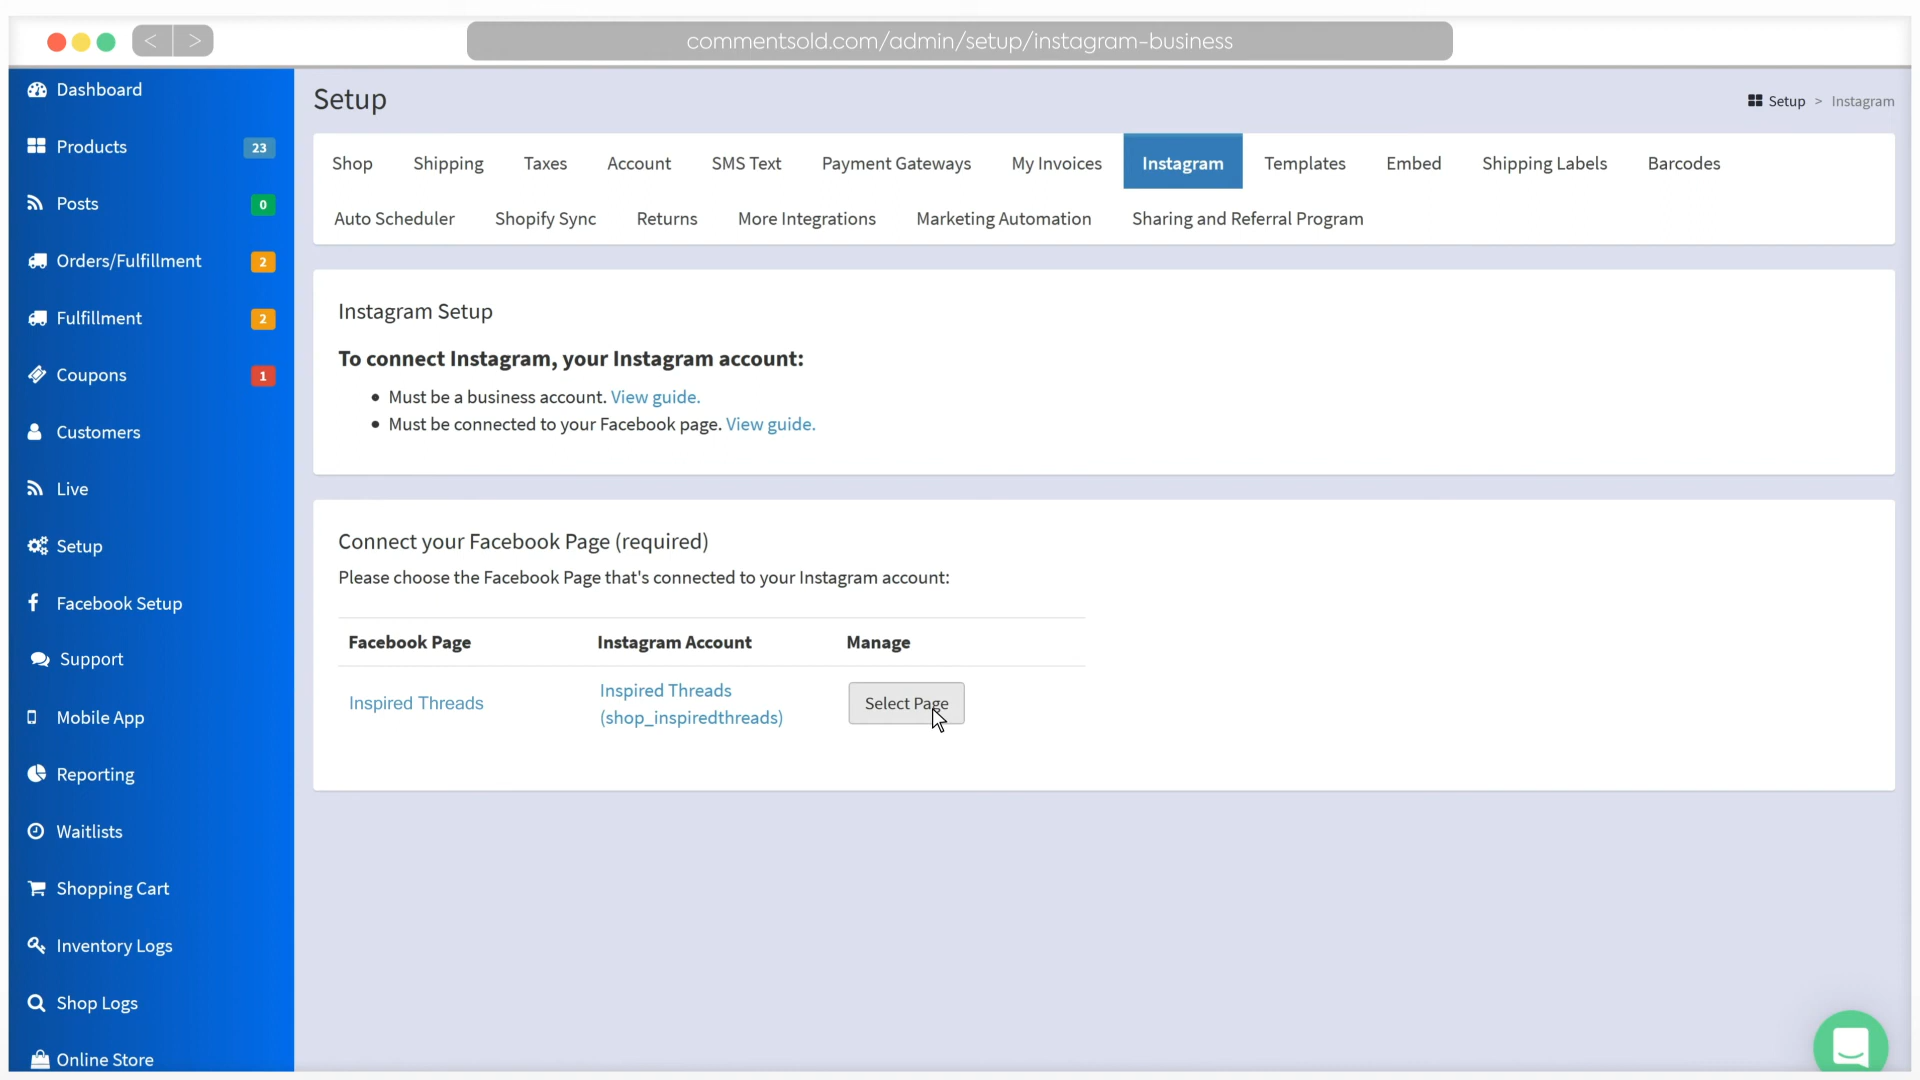 commentsold.com/admin/setup/instagram-business
Dashboard
Products 23
Posts 0
Orders/Fulfillment 2
Fulfillment 2
Coupons 1
Customers
Live
Setup
Facebook Setup
Support
Mobile App
Reporting
Waitlists
Shopping Cart
Inventory Logs
Shop Logs
Online Store
Setup
Setup > Instagram
Shop Shipping Taxes Account SMS Text Payment Gateways My Invoices Instagram Templates Embed Shipping Labels Barcodes
Auto Scheduler Shopify Sync Returns More Integrations Marketing Automation Sharing and Referral Program
Instagram Setup
To connect Instagram, your Instagram account:
• Must be a business account. View guide.
• Must be connected to your Facebook page. View guide.
Connect your Facebook Page (required)
Please choose the Facebook Page that's connected to your Instagram account:
Facebook Page Instagram Account Manage
Inspired Threads
Inspired Threads
(shop_inspiredthreads)
Select Page